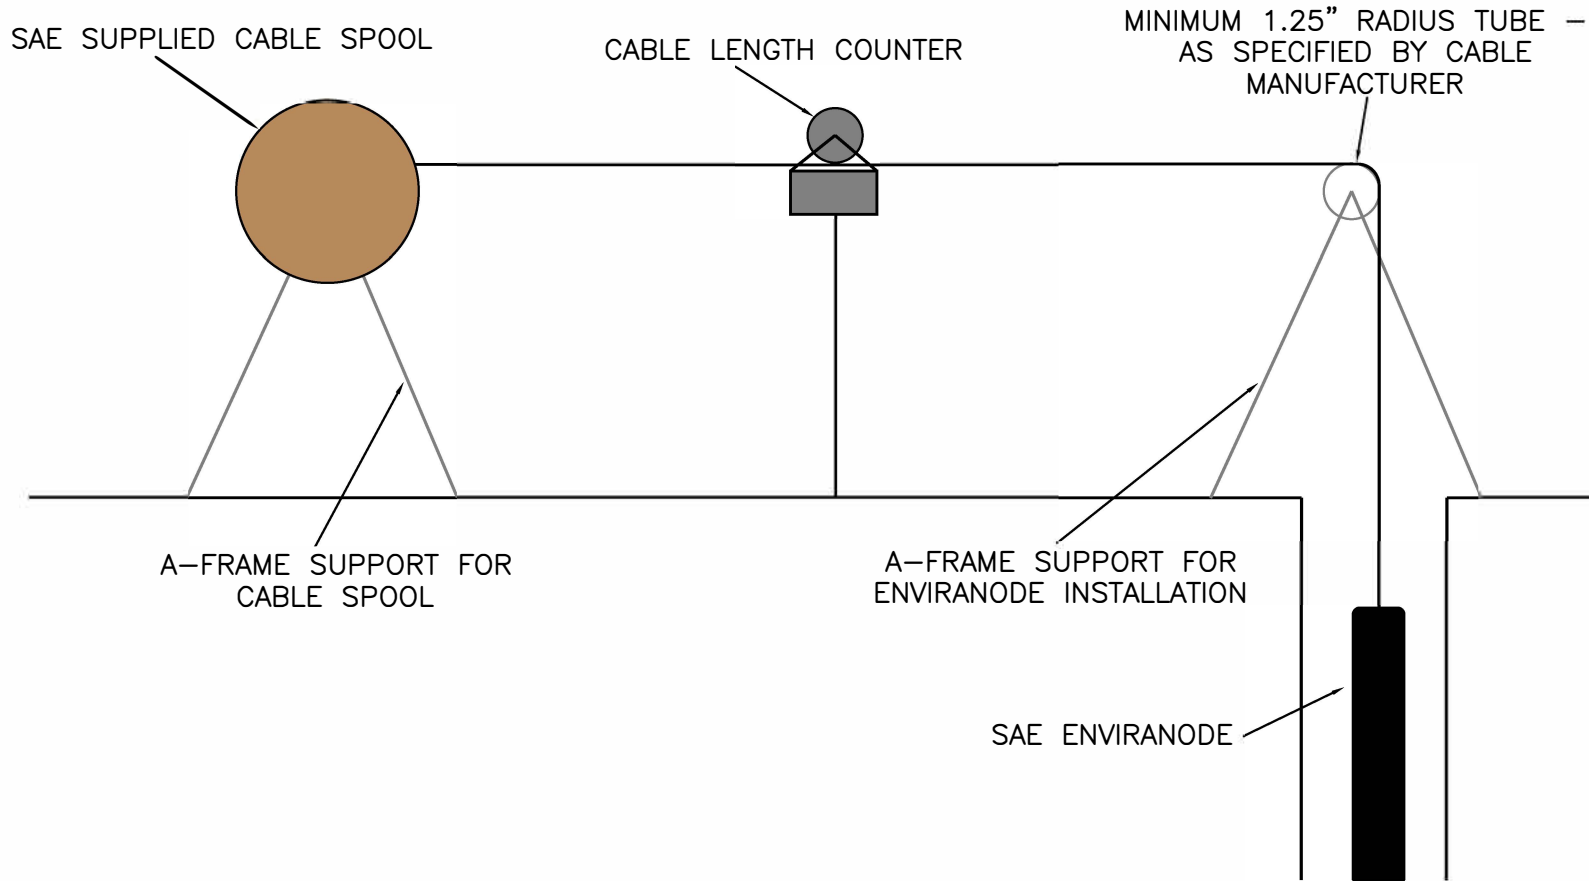 SAE SUPPLIED CABLE SPOOL
CABLE LENGTH COUNTER
MINIMUM 1.25" RADIUS TUBE –
AS SPECIFIED BY CABLE
MANUFACTURER
A–FRAME SUPPORT FOR
CABLE SPOOL
A–FRAME SUPPORT FOR
ENVIRANODE INSTALLATION
SAE ENVIRANODE